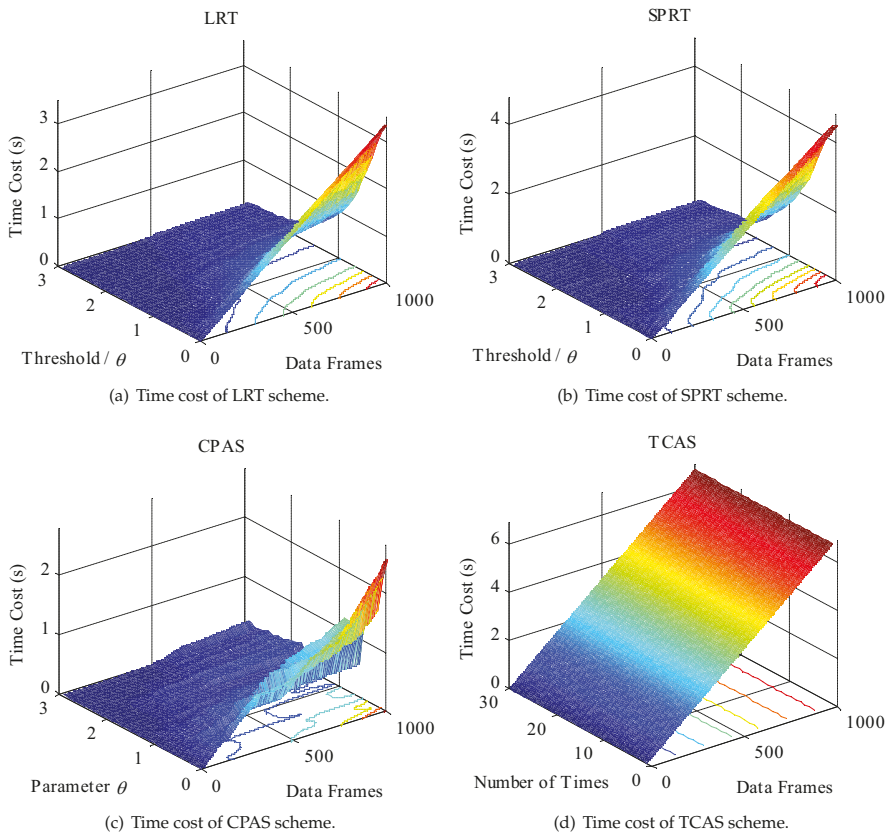 LRT
3
2
1
0
Time Cost (s)
3
2
1
0
Threshold / θ
0
500
1000
Data Frames
(a) Time cost of LRT scheme.
SPRT
4
2
0
Time Cost (s)
3
2
1
0
Threshold / θ
0
500
1000
Data Frames
(b) Time cost of SPRT scheme.
CPAS
2
1
0
Time Cost (s)
3
2
1
0
Parameter θ
0
500
1000
Data Frames
(c) Time cost of CPAS scheme.
TCAS
6
4
2
0
Time Cost (s)
30
20
10
0
Number of Times
0
500
1000
Data Frames
(d) Time cost of TCAS scheme.